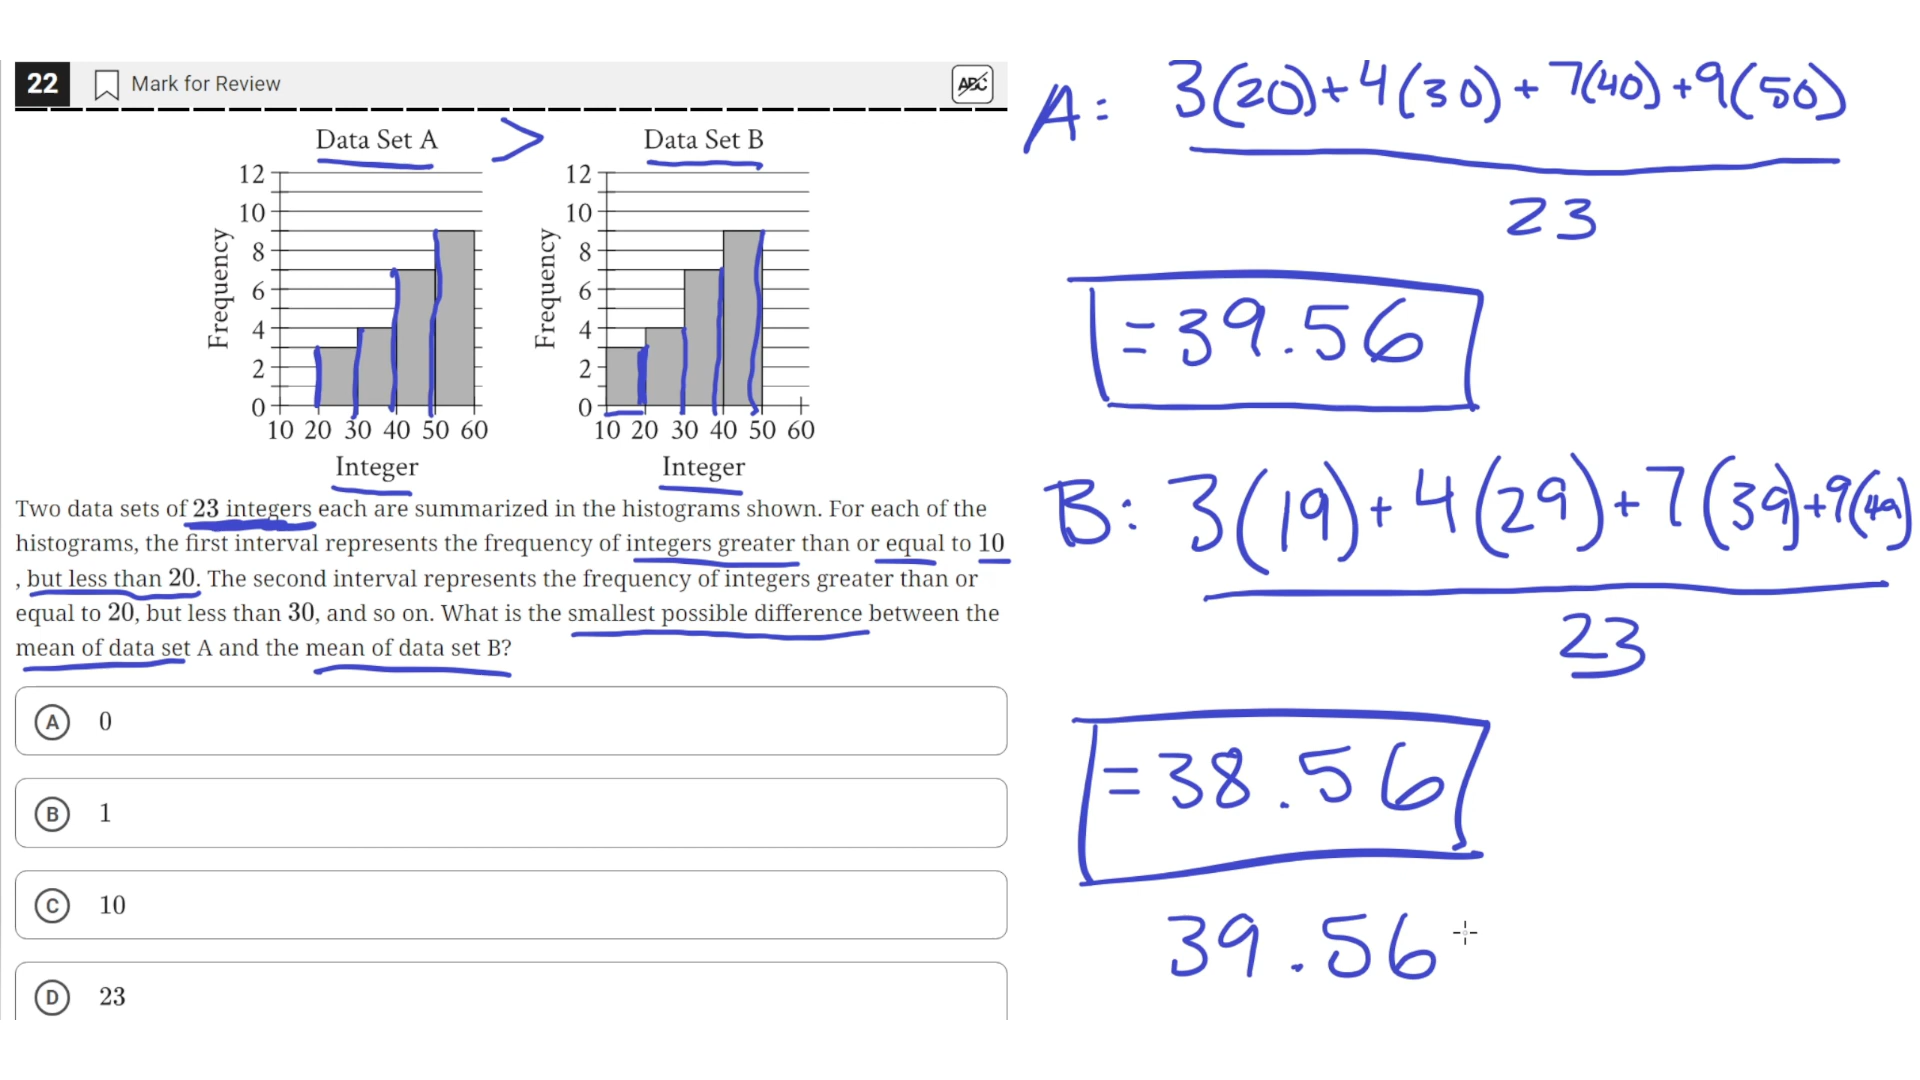 22 Mark for Review ABC
Data Set A > Data Set B
12
10
8
6
4
2
0
Frequency
10 20 30 40 50 60
Integer
12
10
8
6
4
2
0
Frequency
10 20 30 40 50 60
Integer
Two data sets of 23 integers each are summarized in the histograms shown. For each of the
histograms, the first interval represents the frequency of integers greater than or equal to 10
, but less than 20. The second interval represents the frequency of integers greater than or
equal to 20, but less than 30, and so on. What is the smallest possible difference between the
mean of data set A and the mean of data set B?
A 0
B 1
C 10
D 23
A: 3(20)+4(30)+7(40)+9(50)
23
=39.56
B: 3(19)+4(29)+7(39)+9(49)
23
=38.56
39.56